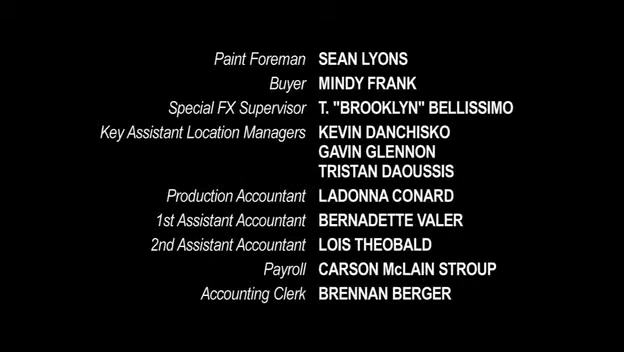 Paint Foreman SEAN LYONS
Buyer MINDY FRANK
Special FX Supervisor T. "BROOKLYN" BELLISSIMO
Key Assistant Location Managers KEVIN DANCHISKO
GAVIN GLENNON
TRISTAN DAOUSSIS
Production Accountant LADONNA CONARD
1st Assistant Accountant BERNADETTE VALER
2nd Assistant Accountant LOIS THEOBALD
Payroll CARSON McLAIN STROUP
Accounting Clerk BRENNAN BERGER